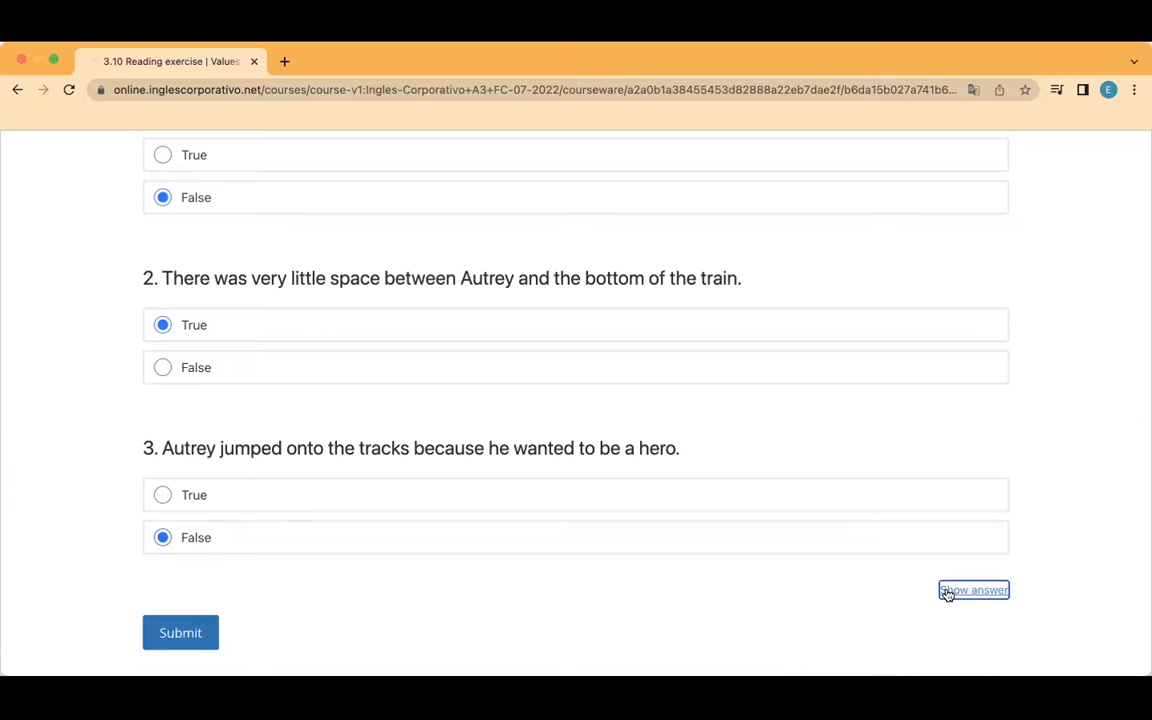 3.10 Reading exercise | Values
online.inglescorporativo.net/courses/course-v1:Ingles-Corporativo+A3+FC-07-2022/courseware/a2a0b1a38455453d82888a22eb7dae2f/b6da15b027a741b6...
E
True
False
2. There was very little space between Autrey and the bottom of the train.
True
False
3. Autrey jumped onto the tracks because he wanted to be a hero.
True
False
Show answer
Submit